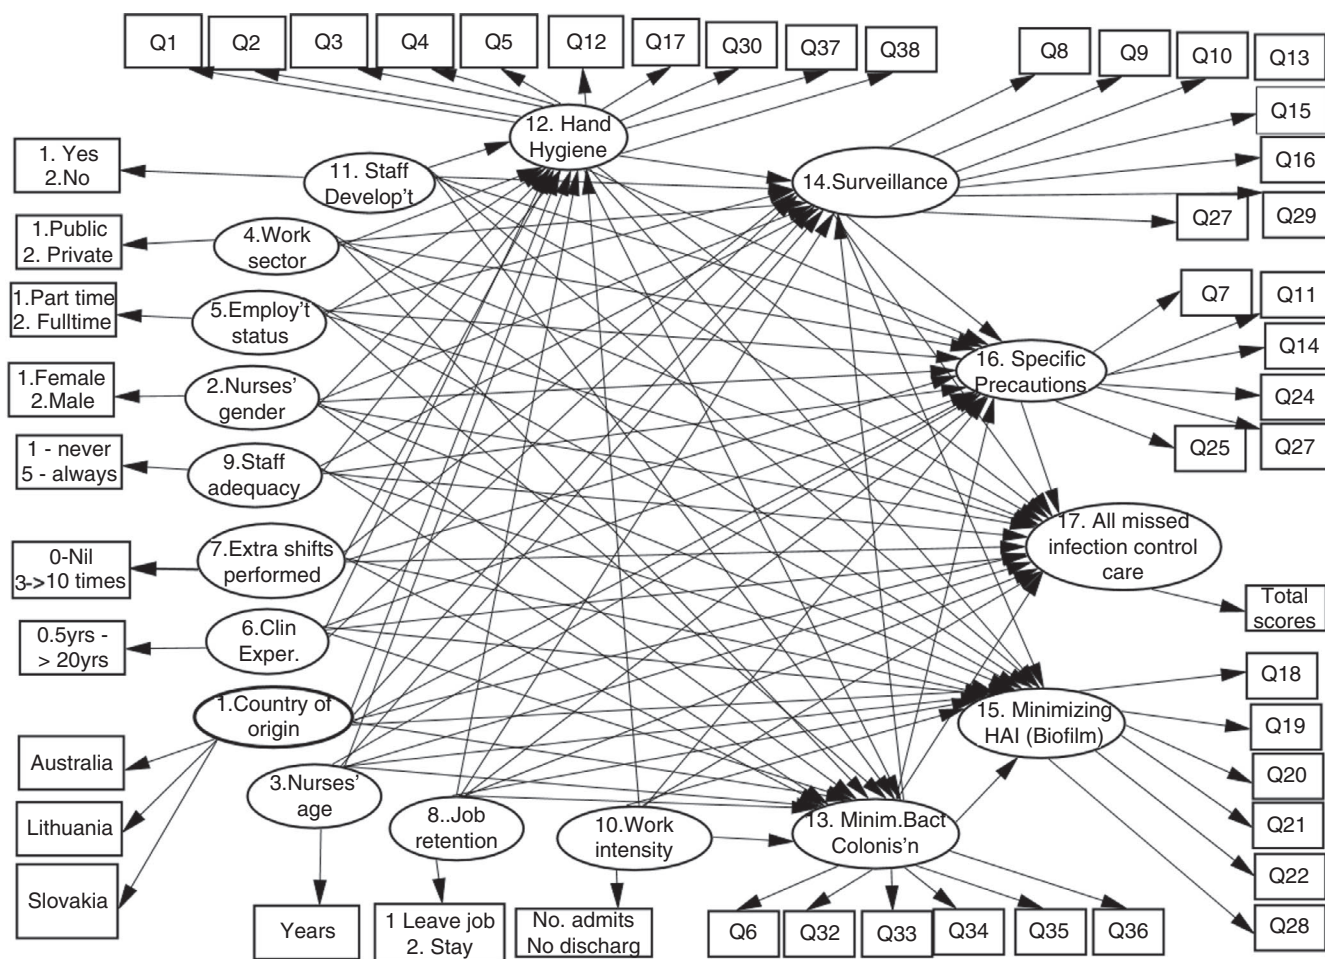 Q1
Q2
Q3
Q4
Q5
Q12
Q17
Q30
Q37
Q38
Q8
Q9
Q10
Q13
Q15
Q16
Q27
Q29
12. Hand
Hygiene
14.Surveillance
1. Yes
2.No
11. Staff
Develop't
1.Public
2. Private
4.Work
sector
1.Part time
2. Fulltime
5.Employ't
status
1.Female
2.Male
2.Nurses'
gender
1 - never
5 - always
9.Staff
adequacy
0-Nil
3->10 times
7.Extra shifts
performed
0.5yrs -
> 20yrs
6.Clin
Exper.
1.Country of
origin
Australia
Lithuania
Slovakia
3.Nurses'
age
Years
8..Job
retention
1 Leave job
2. Stay
10.Work
intensity
No. admits
No discharg
Q7
Q11
Q14
Q24
Q25
Q27
16. Specific
Precautions
17. All missed
infection control
care
Total
scores
15. Minimizing
HAI (Biofilm)
Q18
Q19
Q20
Q21
Q22
Q28
13. Minim.Bact
Colonis'n
Q6
Q32
Q33
Q34
Q35
Q36